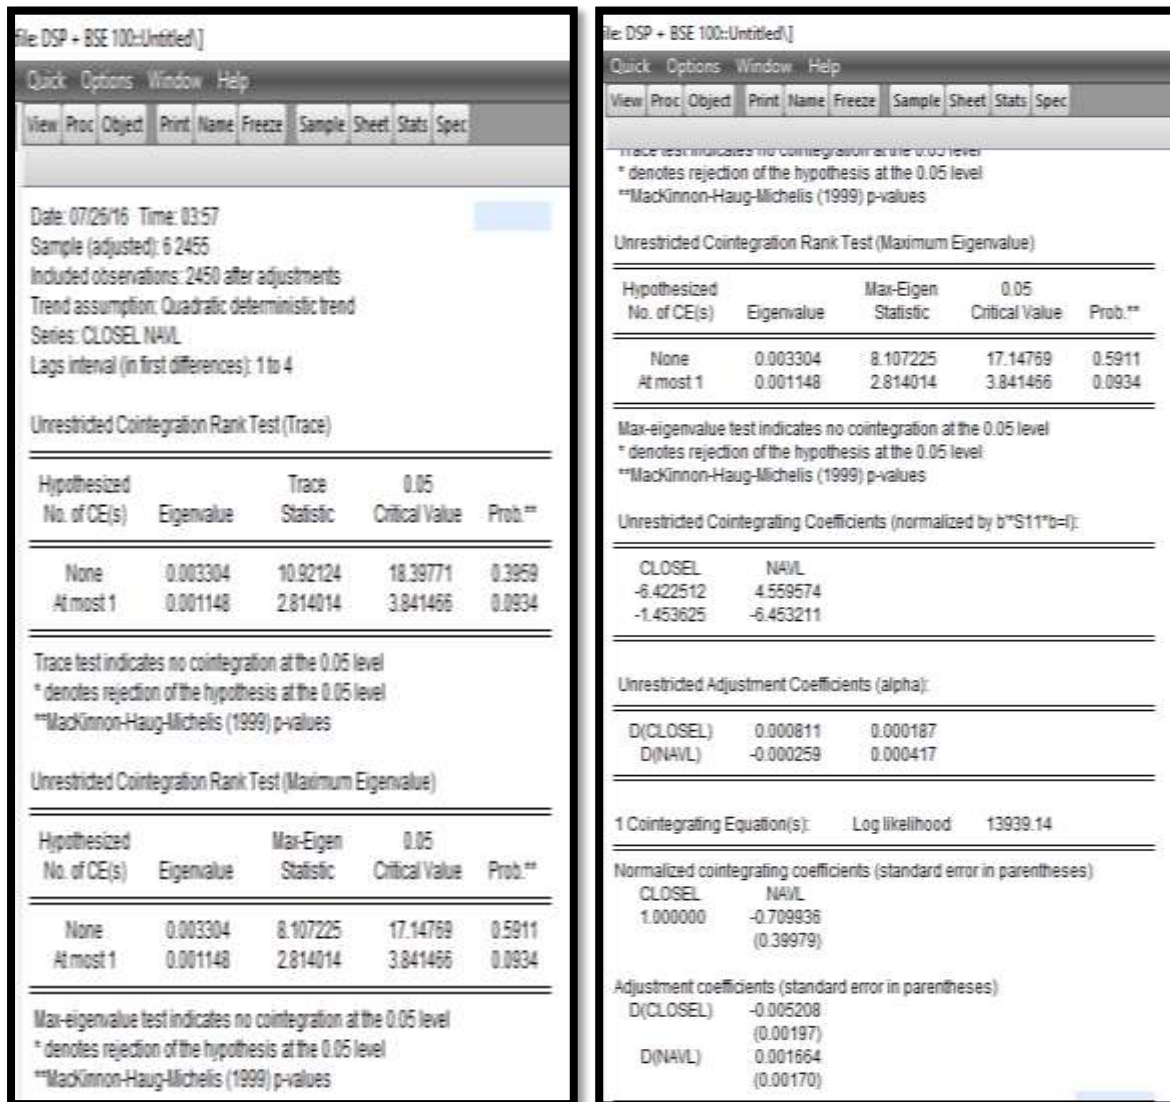 file: DSP + BSE 100::Untitled\]
Quick Options Window Help
View Proc Object Print Name Freeze Sample Sheet Stats Spec
Date: 07/26/16 Time: 03:57
Sample (adjusted): 6 2455
Included observations: 2450 after adjustments
Trend assumption: Quadratic deterministic trend
Series: CLOSEL NAVL
Lags interval (in first differences): 1 to 4
Unrestricted Cointegration Rank Test (Trace)
Hypothesized Trace 0.05
No. of CE(s) Eigenvalue Statistic Critical Value Prob.**
None 0.003304 10.92124 18.39771 0.3959
At most 1 0.001148 2.814014 3.841466 0.0934
Trace test indicates no cointegration at the 0.05 level
* denotes rejection of the hypothesis at the 0.05 level
**MacKinnon-Haug-Michelis (1999) p-values
Unrestricted Cointegration Rank Test (Maximum Eigenvalue)
Hypothesized Max-Eigen 0.05
No. of CE(s) Eigenvalue Statistic Critical Value Prob.**
None 0.003304 8.107225 17.14769 0.5911
At most 1 0.001148 2.814014 3.841466 0.0934
Max-eigenvalue test indicates no cointegration at the 0.05 level
* denotes rejection of the hypothesis at the 0.05 level
**MacKinnon-Haug-Michelis (1999) p-values
ile: DSP + BSE 100::Untitled\]
Quick Options Window Help
View Proc Object Print Name Freeze Sample Sheet Stats Spec
Trace test indicates no cointegration at the 0.05 level
* denotes rejection of the hypothesis at the 0.05 level
**MacKinnon-Haug-Michelis (1999) p-values
Unrestricted Cointegration Rank Test (Maximum Eigenvalue)
Hypothesized Max-Eigen 0.05
No. of CE(s) Eigenvalue Statistic Critical Value Prob.**
None 0.003304 8.107225 17.14769 0.5911
At most 1 0.001148 2.814014 3.841466 0.0934
Max-eigenvalue test indicates no cointegration at the 0.05 level
* denotes rejection of the hypothesis at the 0.05 level
**MacKinnon-Haug-Michelis (1999) p-values
Unrestricted Cointegrating Coefficients (normalized by b'*S11*b=I):
CLOSEL NAVL
-6.422512 4.559574
-1.453625 -6.453211
Unrestricted Adjustment Coefficients (alpha):
D(CLOSEL) 0.000811 0.000187
D(NAVL) -0.000259 0.000417
1 Cointegrating Equation(s): Log likelihood 13939.14
Normalized cointegrating coefficients (standard error in parentheses)
CLOSEL NAVL
1.000000 -0.709936
(0.39979)
Adjustment coefficients (standard error in parentheses)
D(CLOSEL) -0.005208
(0.00197)
D(NAVL) 0.001664
(0.00170)